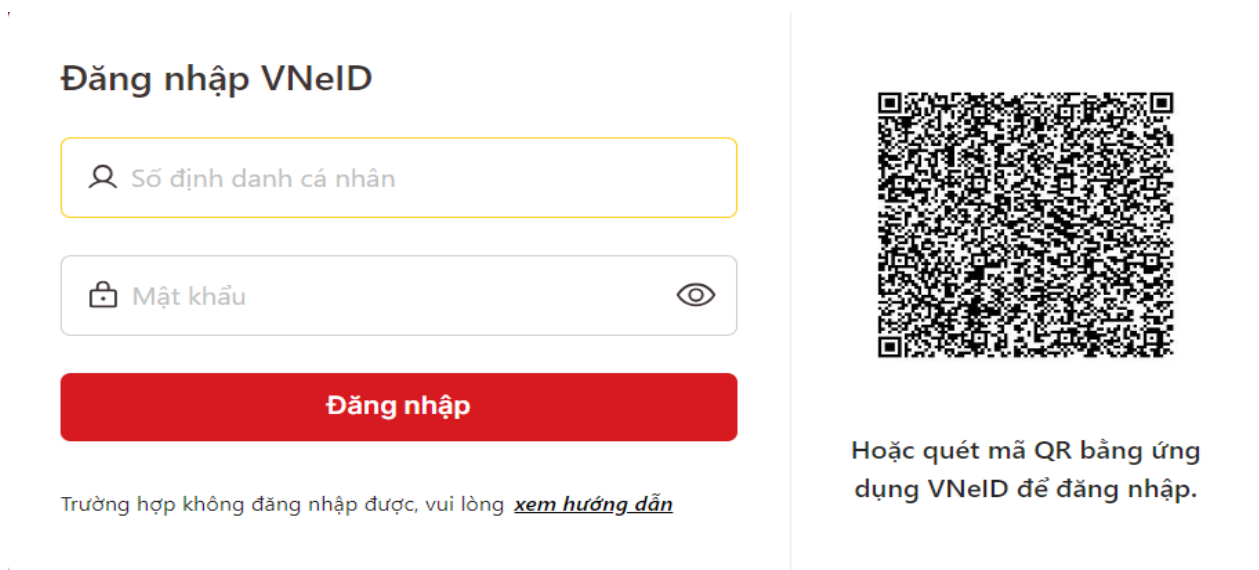 Đăng nhập VNeID
Số định danh cá nhân
Mật khẩu
Đăng nhập
Trường hợp không đăng nhập được, vui lòng xem hướng dẫn
Hoặc quét mã QR bằng ứng
dụng VNeID để đăng nhập.